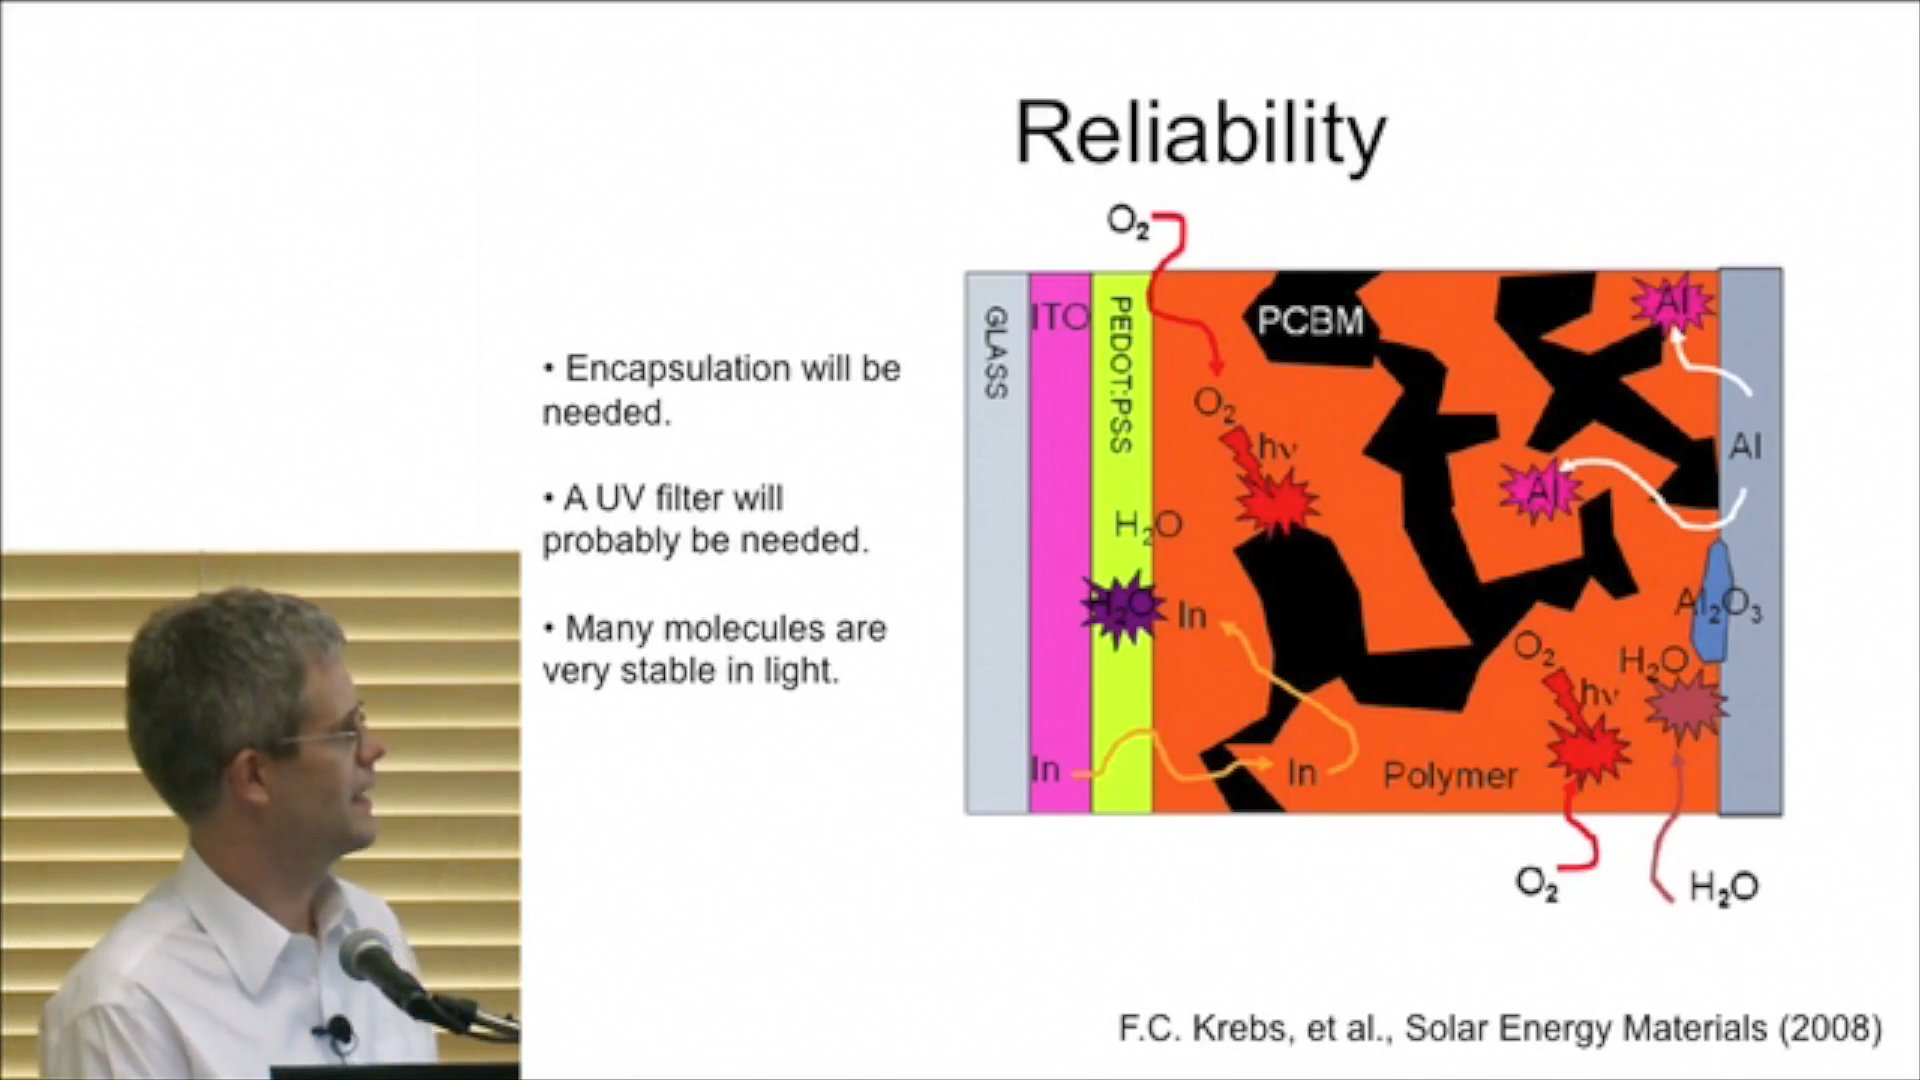 Reliability
• Encapsulation will be
needed.
• A UV filter will
probably be needed.
• Many molecules are
very stable in light.
O2
GLASS
ITO
PEDOT:PSS
PCBM
Al
O2
hν
Al
Al
H2O
H2O
In
Al2O3
O2
H2O
hν
In
In
Polymer
O2
H2O
F.C. Krebs, et al., Solar Energy Materials (2008)